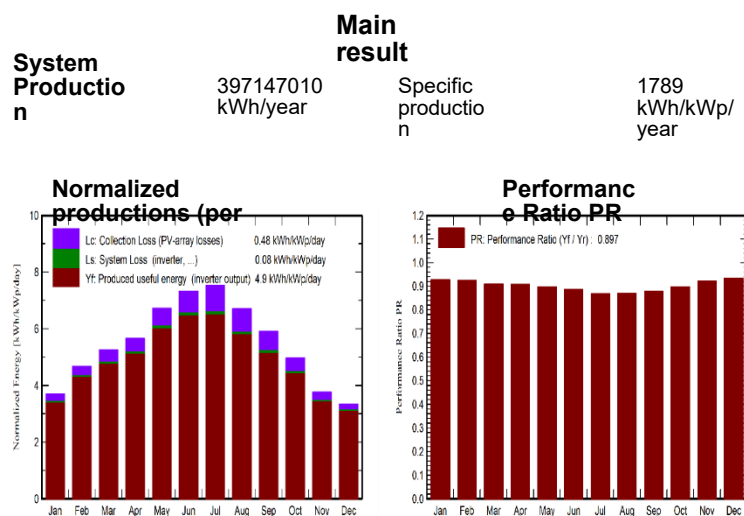 Main
result
System
Productio
n
397147010
kWh/year
Specific
productio
n
1789
kWh/kWp/
year
Normalized
productions (per
10
8
6
4
2
0
Normalized Energy [kWh/kWp/day]
Lc: Collection Loss (PV-array losses) 0.48 kWh/kWp/day
Ls: System Loss (inverter, ...) 0.08 kWh/kWp/day
Yf: Produced useful energy (inverter output) 4.9 kWh/kWp/day
Jan Feb Mar Apr May Jun Jul Aug Sep Oct Nov Dec
Performanc
e Ratio PR
1.2
1.1
1.0
0.9
0.8
0.7
0.6
0.5
0.4
0.3
0.2
0.1
0.0
Performance Ratio PR
PR: Performance Ratio (Yf / Yr) : 0.897
Jan Feb Mar Apr May Jun Jul Aug Sep Oct Nov Dec